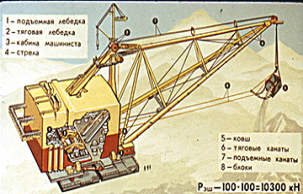 1 – подъемная лебедка
2 – тяговая лебедка
3 – кабина машиниста
4 – стрела
5 – ковш
6 – тяговые канаты
7 – подъемные канаты
8 – блоки
Рэш –100·100=10300 кН